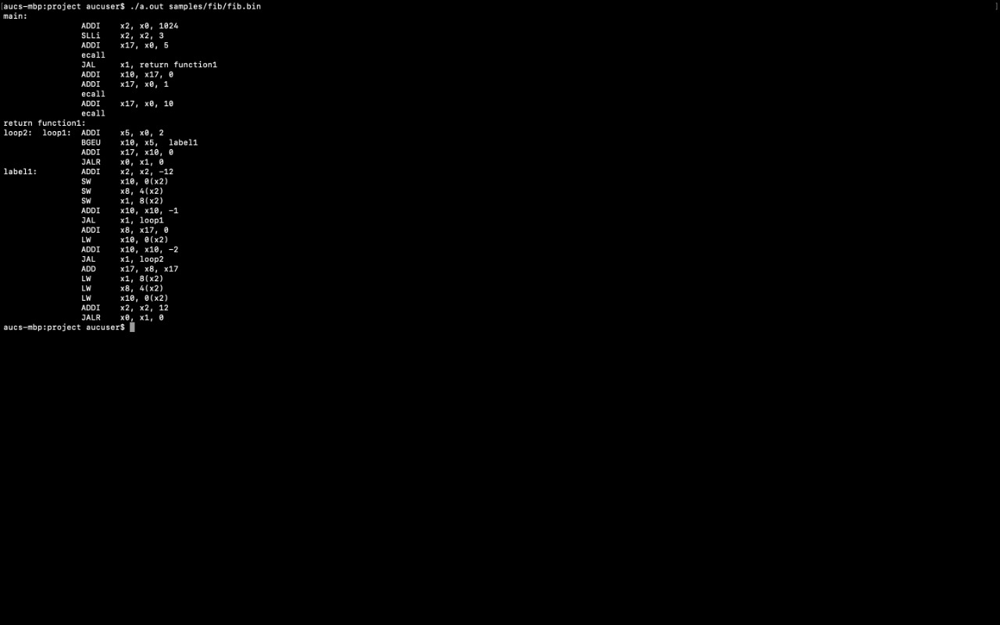 aucs-mbp:project aucuser$ ./a.out samples/fib/fib.bin
main:
ADDI x2, x0, 1024
SLLi x2, x2, 3
ADDI x17, x0, 5
ecall
JAL x1, return function1
ADDI x10, x17, 0
ADDI x17, x0, 1
ecall
ADDI x17, x0, 10
ecall
return function1:
loop2: loop1: ADDI x5, x0, 2
BGEU x10, x5, label1
ADDI x17, x10, 0
JALR x0, x1, 0
label1: ADDI x2, x2, -12
SW x10, 0(x2)
SW x8, 4(x2)
SW x1, 8(x2)
ADDI x10, x10, -1
JAL x1, loop1
ADDI x8, x17, 0
LW x10, 0(x2)
ADDI x10, x10, -2
JAL x1, loop2
ADD x17, x8, x17
LW x1, 8(x2)
LW x8, 4(x2)
LW x10, 0(x2)
ADDI x2, x2, 12
JALR x0, x1, 0
aucs-mbp:project aucuser$